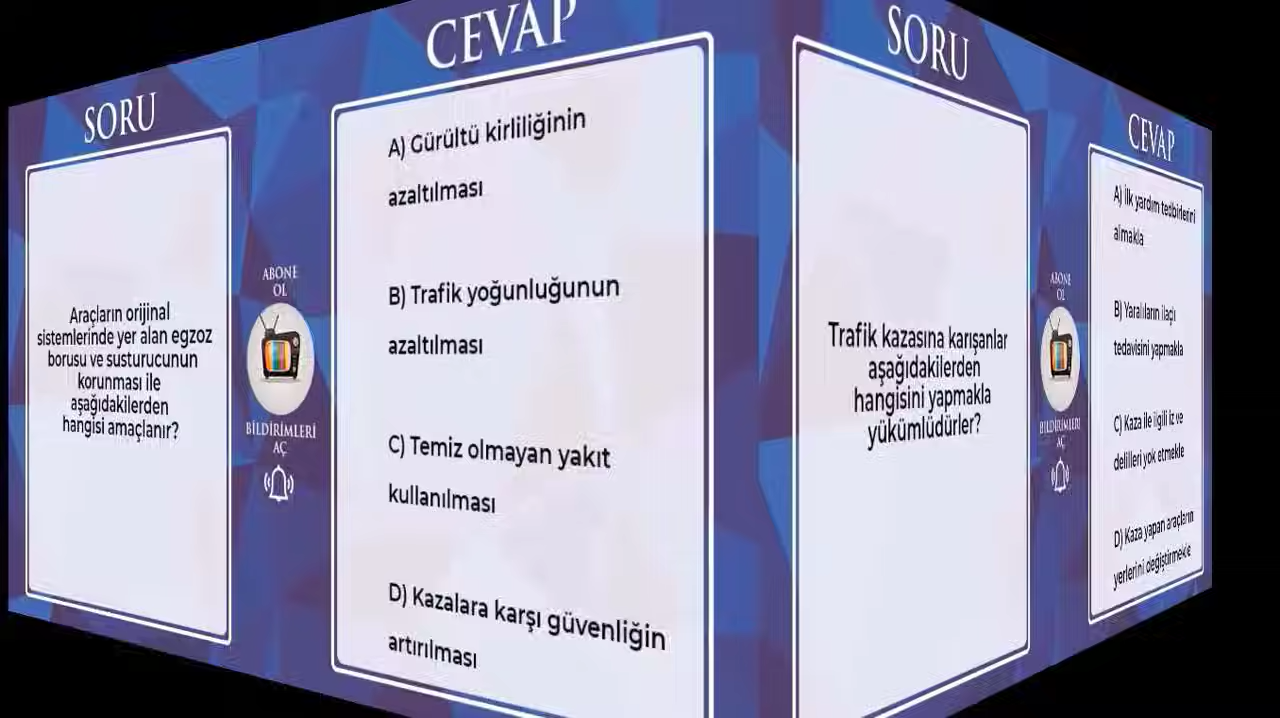 SORU
Araçların orijinal
sistemlerinde yer alan egzoz
borusu ve susturucunun
korunması ile
aşağıdakilerden
hangisi amaçlanır?
ABONE
OL
BİLDİRİMLERİ
AÇ
CEVAP
A) Gürültü kirliliğinin
azaltılması
B) Trafik yoğunluğunun
azaltılması
C) Temiz olmayan yakıt
kullanılması
D) Kazalara karşı güvenliğin
artırılması
SORU
Trafik kazasına karışanlar
aşağıdakilerden
hangisini yapmakla
yükümlüdürler?
ABONE
OL
BİLDİRİMLERİ
AÇ
CEVAP
A) İlk yardım tedbirlerini
almakla
B) Yaralıların ilaçlı
tedavisini yapmakla
C) Kaza ile ilgili iz ve
delilleri yok etmekle
D) Kaza yapan araçların
yerlerini değiştirmekle